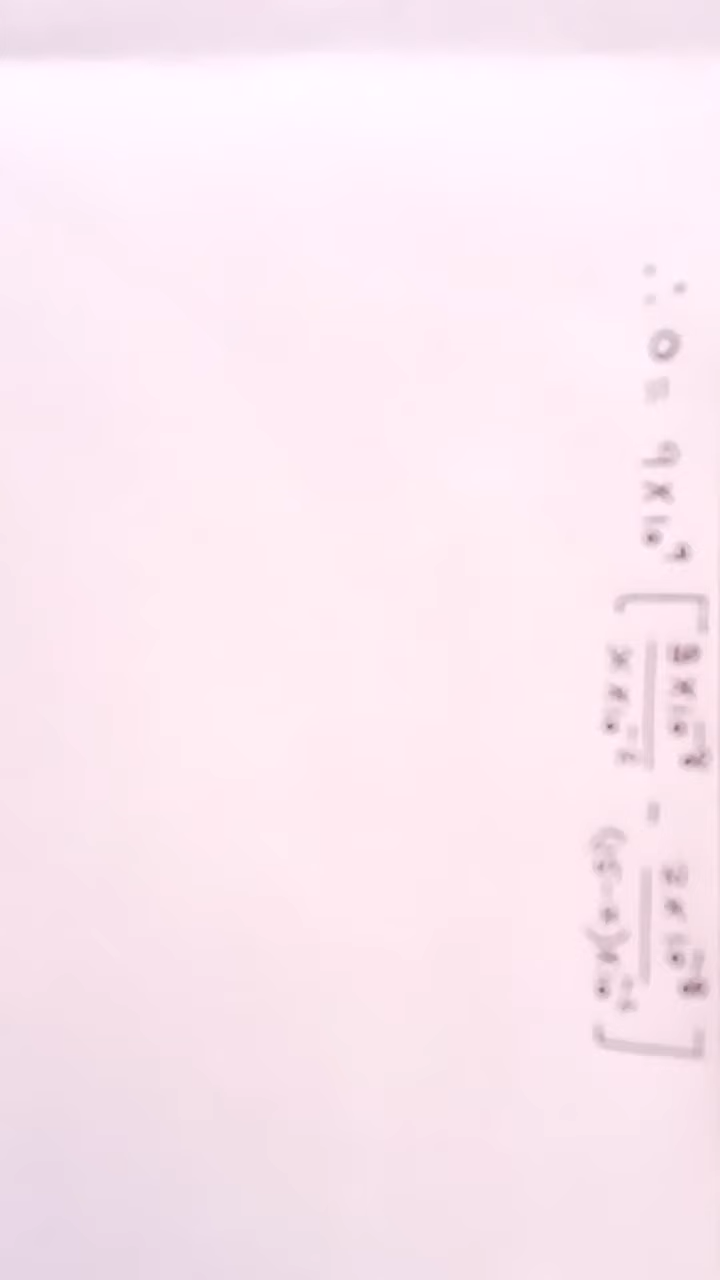 ∴ 0 = 9 × 10⁹ [ 3 × 10⁻⁸ / x × 10⁻² - 2 × 10⁻⁸ / (15 - x) × 10⁻² ]